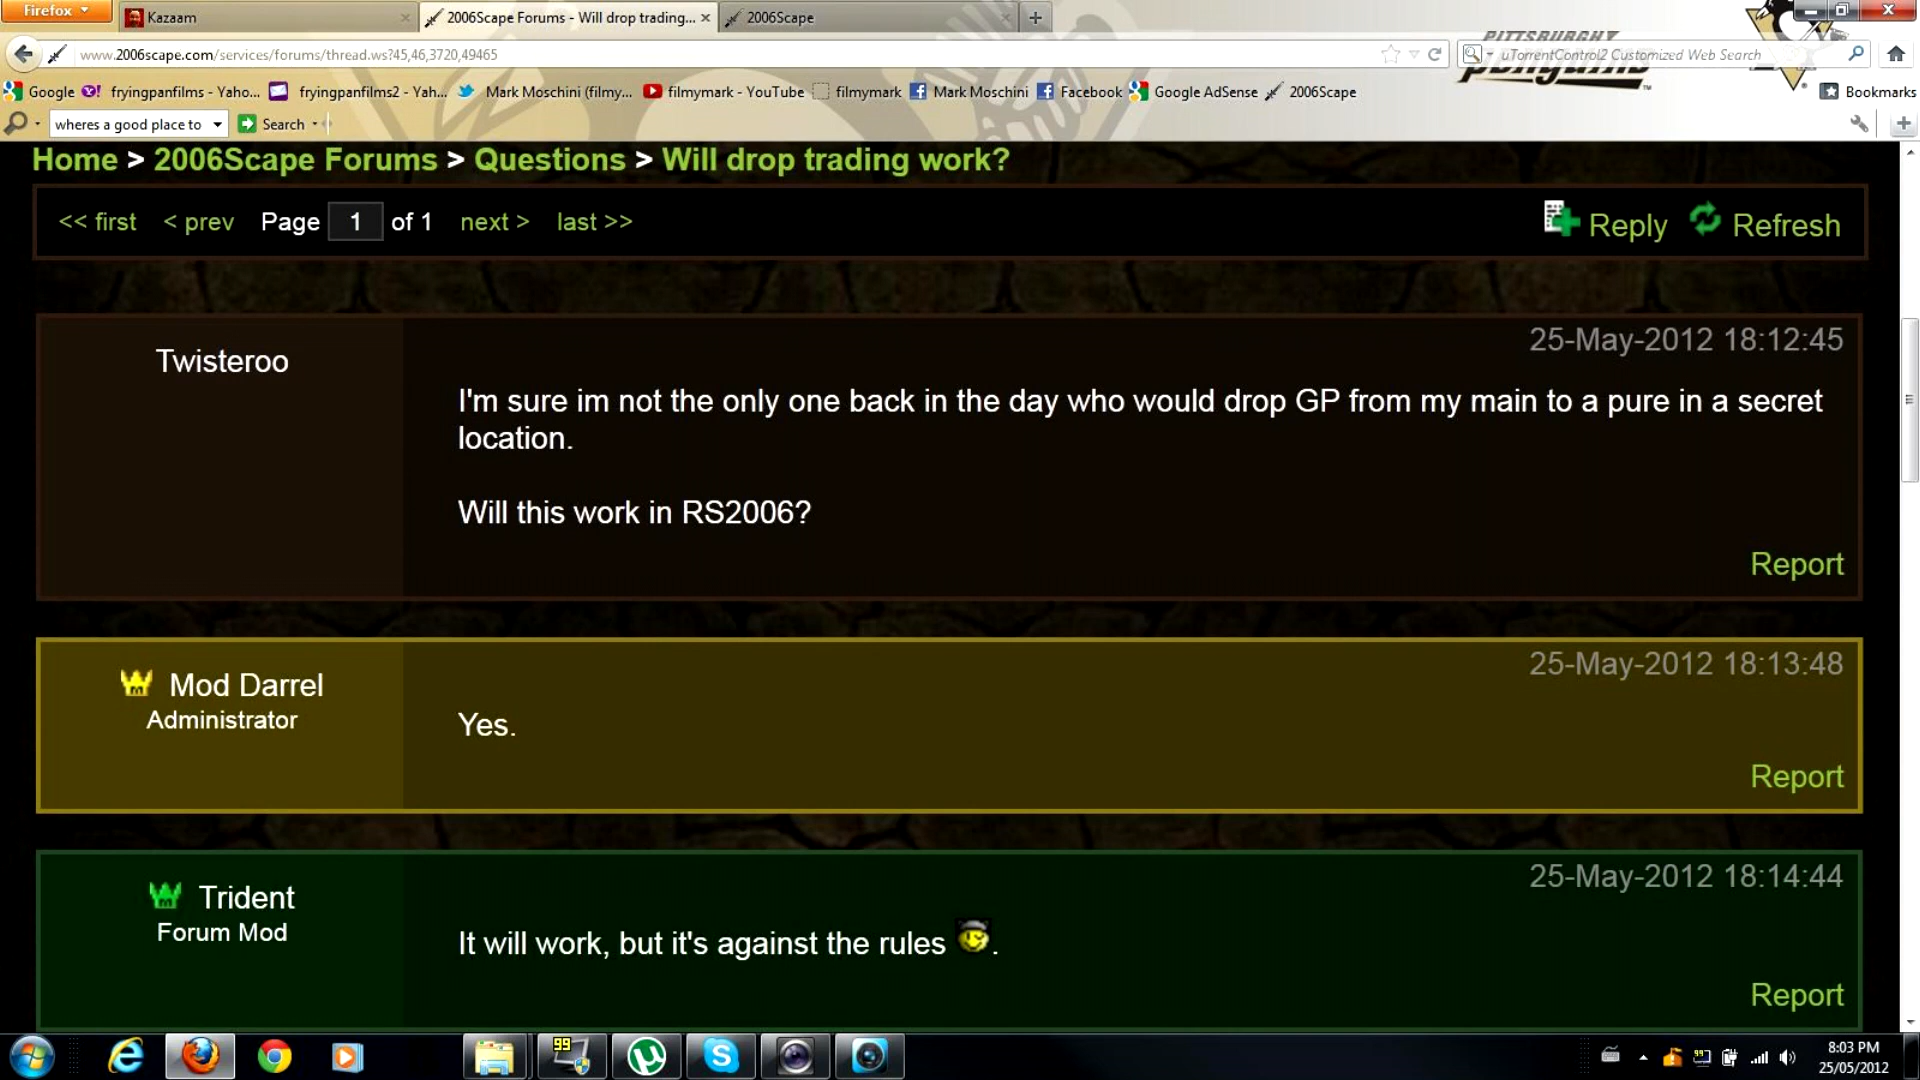 Firefox
Kazaam
2006Scape Forums - Will drop trading...
2006Scape
PITTSBURGH
penguins
www.2006scape.com/services/forums/thread.ws?45,46,3720,49465
uTorrentControl2 Customized Web Search
Google
fryingpanfilms - Yaho...
fryingpanfilms2 - Yah...
Mark Moschini (filmy...
filmymark - YouTube
filmymark
Mark Moschini
Facebook
Google AdSense
2006Scape
Bookmarks
wheres a good place to
Search
Home > 2006Scape Forums > Questions > Will drop trading work?
<< first < prev Page 1 of 1 next > last >>
Reply Refresh
25-May-2012 18:12:45
Twisteroo
I'm sure im not the only one back in the day who would drop GP from my main to a pure in a secret
location.
Will this work in RS2006?
Report
25-May-2012 18:13:48
Mod Darrel
Administrator
Yes.
Report
25-May-2012 18:14:44
Trident
Forum Mod
It will work, but it's against the rules .
Report
99
8:03 PM
25/05/2012